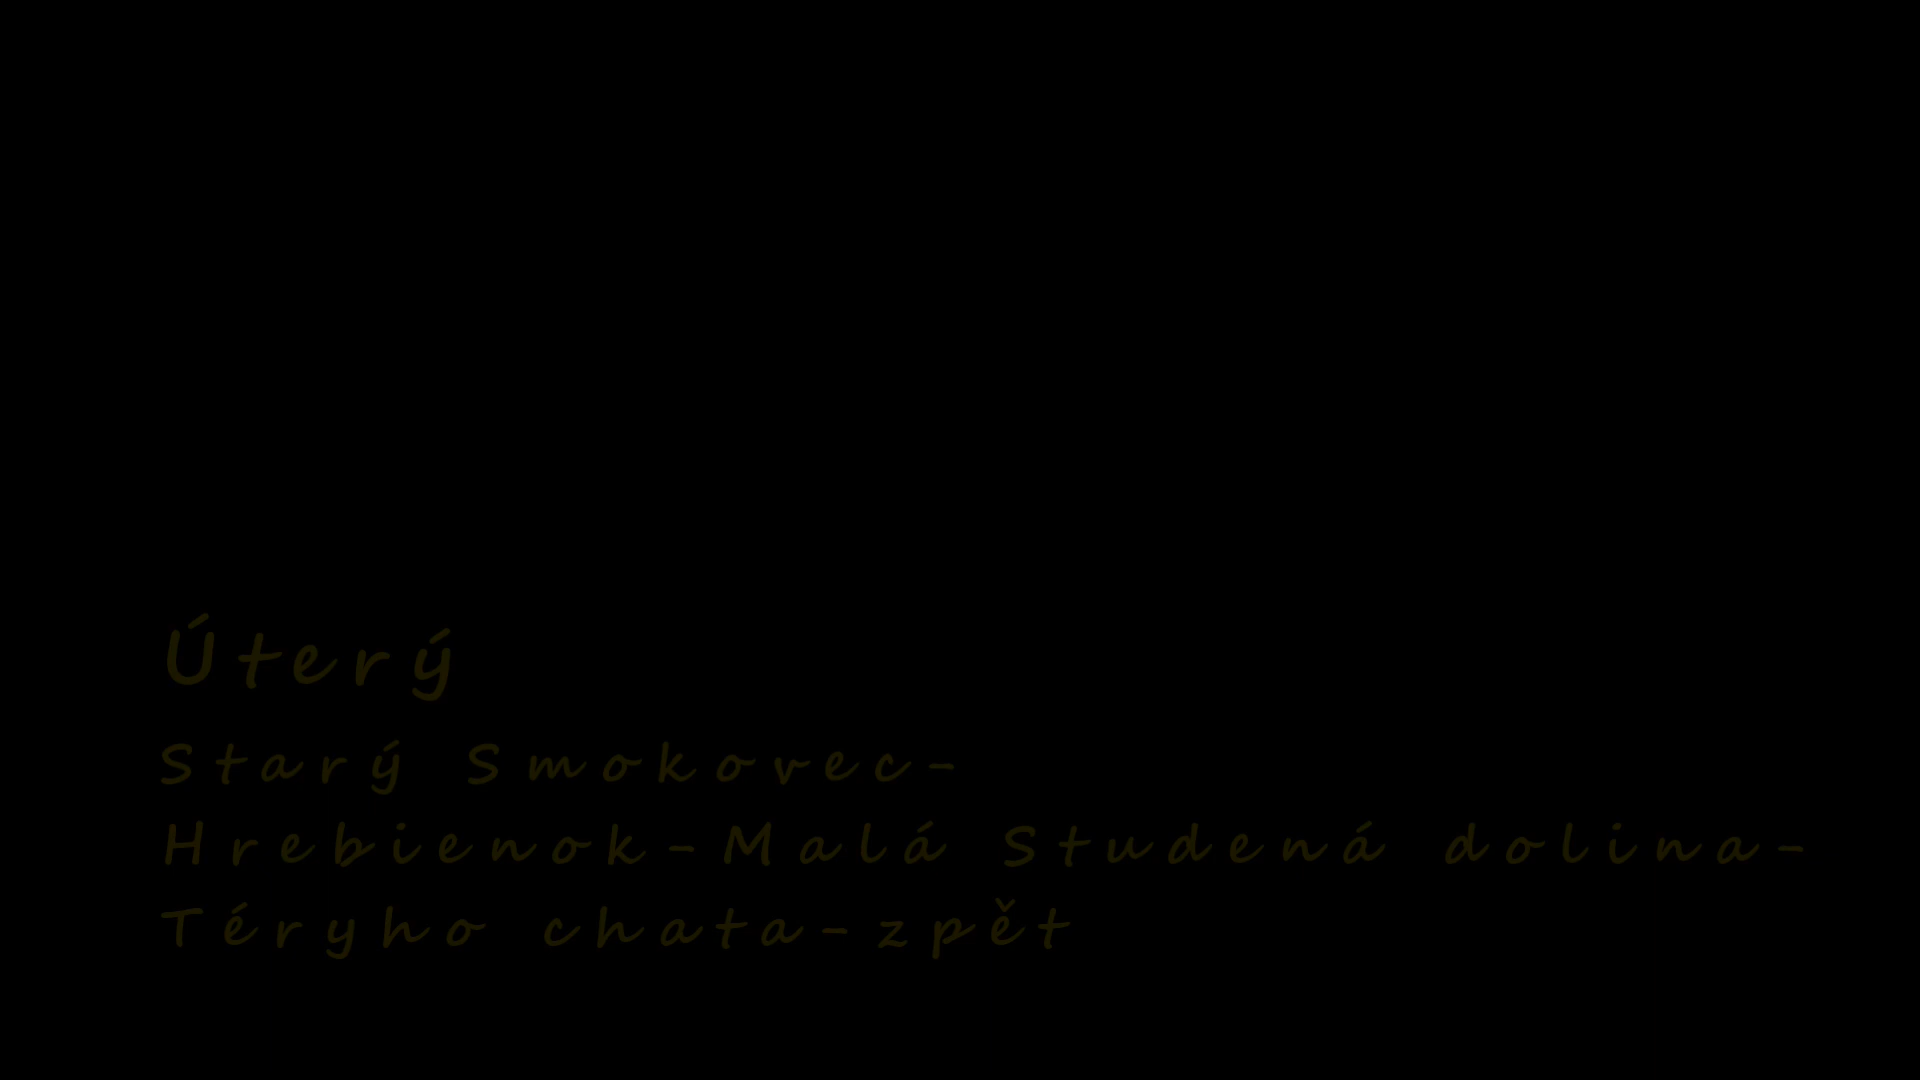 Úterý
Starý Smokovec-
Hrebienok-Malá Studená dolina-
Téryho chata-zpět